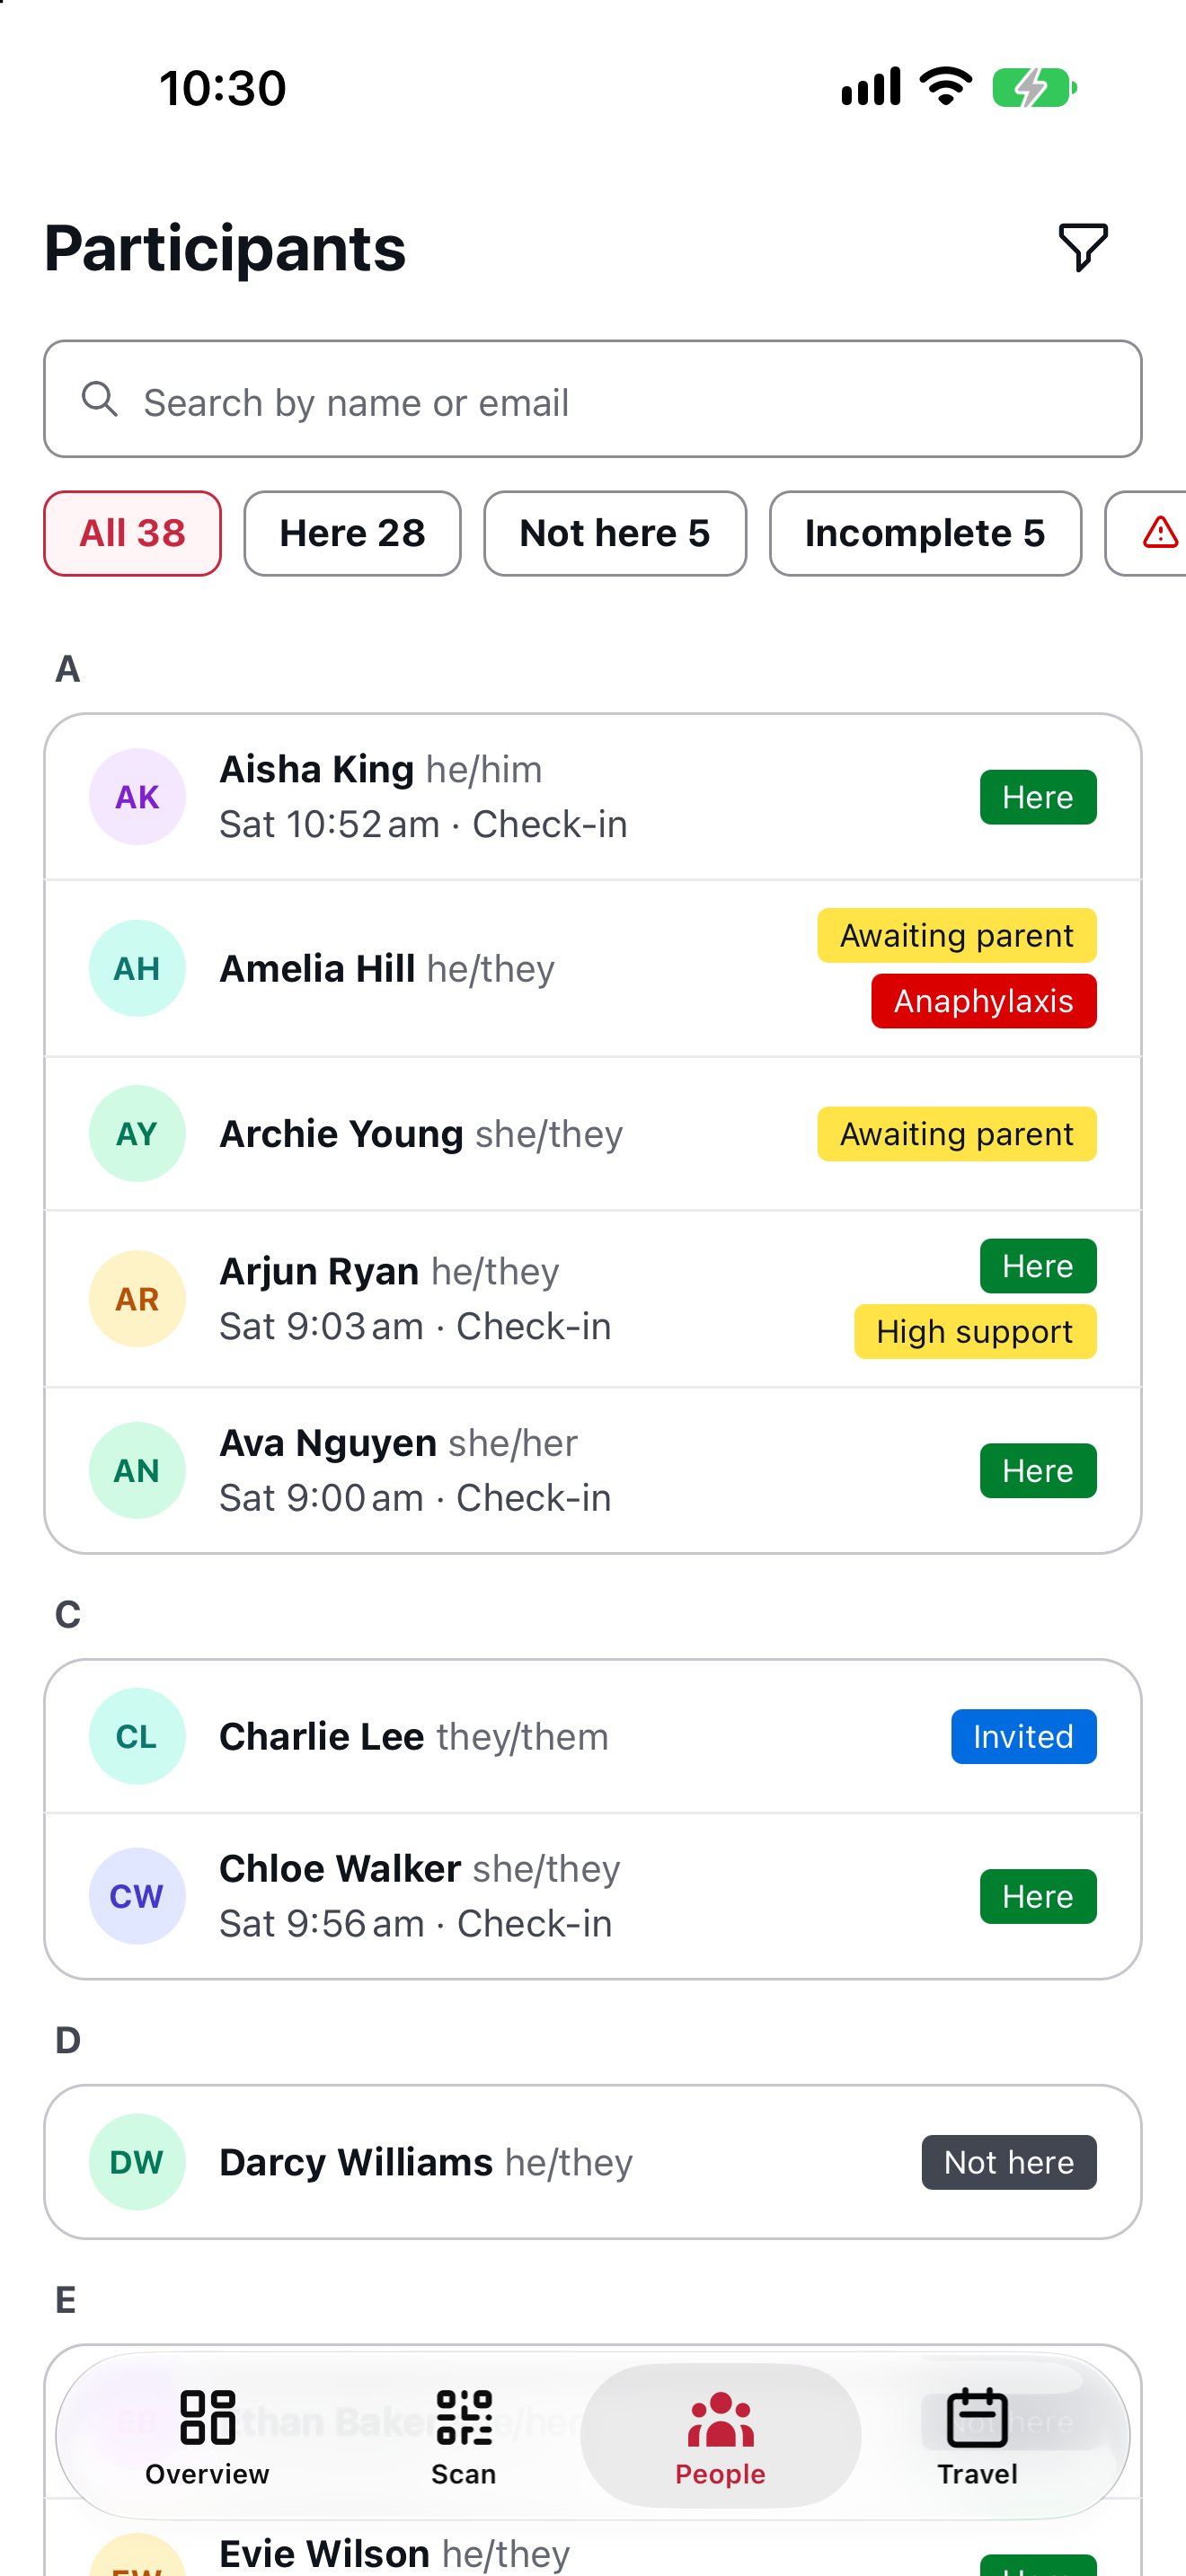 10:30
Participants
Search by name or email
All 38 Here 28 Not here 5 Incomplete 5
A
AK Aisha King he/him
Sat 10:52 am · Check-in
Here
AH Amelia Hill he/they
Awaiting parent
Anaphylaxis
AY Archie Young she/they
Awaiting parent
AR Arjun Ryan he/they
Sat 9:03 am · Check-in
Here
High support
AN Ava Nguyen she/her
Sat 9:00 am · Check-in
Here
C
CL Charlie Lee they/them
Invited
CW Chloe Walker she/they
Sat 9:56 am · Check-in
Here
D
DW Darcy Williams he/they
Not here
E
EB Ethan Baker
Not here
Overview Scan People Travel
Evie Wilson he/they